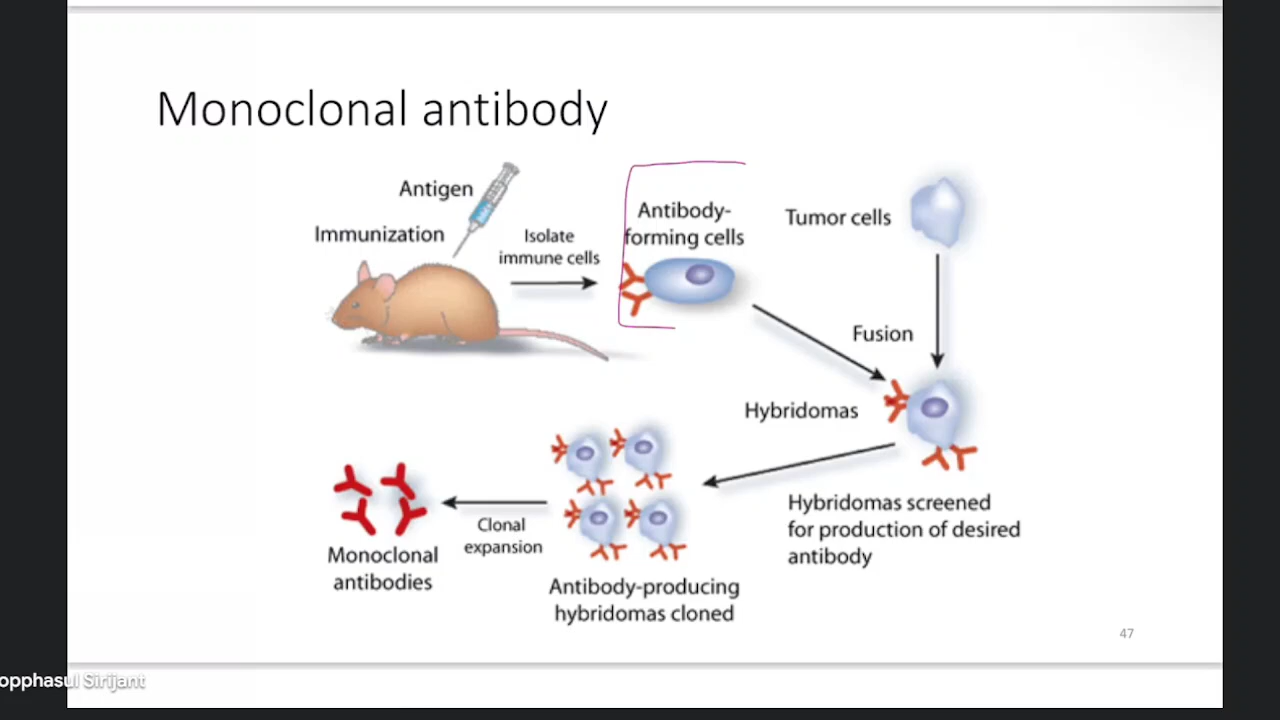 Monoclonal antibody
Antigen
Immunization
Isolate
immune cells
Antibody-
forming cells
Tumor cells
Fusion
Hybridomas
Hybridomas screened
for production of desired
antibody
Antibody-producing
hybridomas cloned
Clonal
expansion
Monoclonal
antibodies
47
opphasul Sirijant